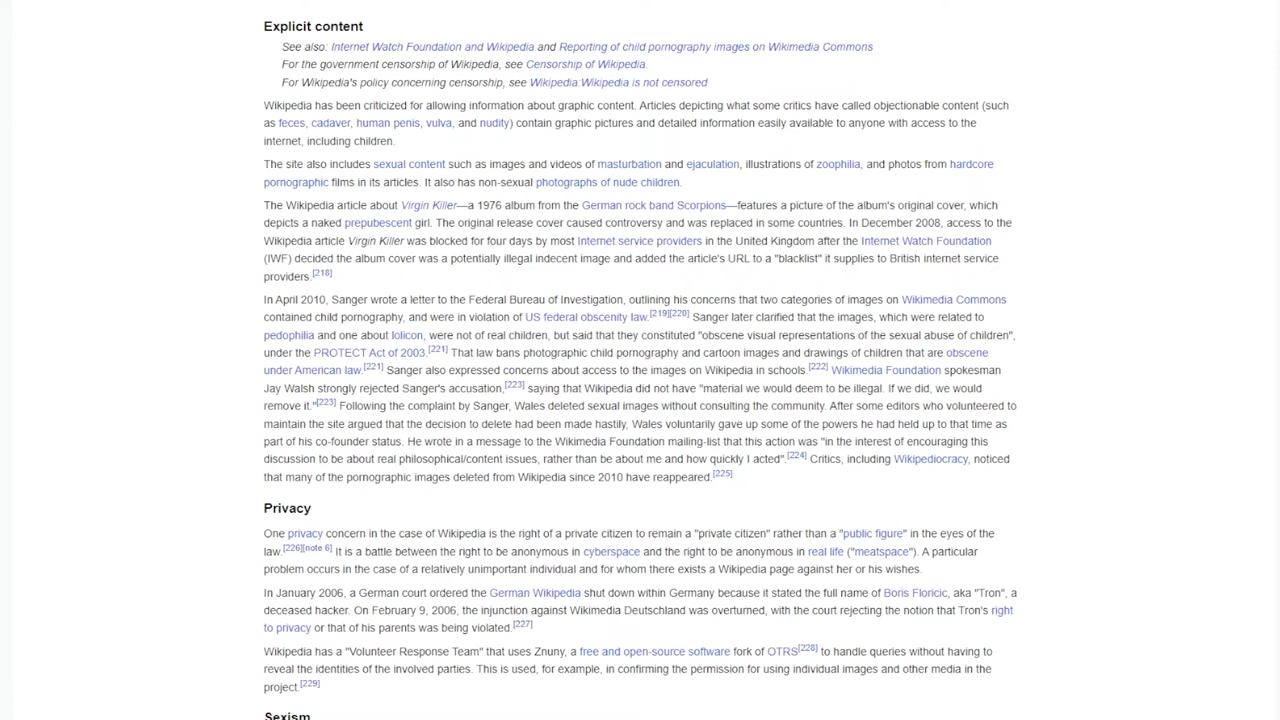 Explicit content
See also: Internet Watch Foundation and Wikipedia and Reporting of child pornography images on Wikimedia Commons
For the government censorship of Wikipedia, see Censorship of Wikipedia.
For Wikipedia's policy concerning censorship, see Wikipedia:Wikipedia is not censored
Wikipedia has been criticized for allowing information about graphic content. Articles depicting what some critics have called objectionable content (such
as feces, cadaver, human penis, vulva, and nudity) contain graphic pictures and detailed information easily available to anyone with access to the
internet, including children.
The site also includes sexual content such as images and videos of masturbation and ejaculation, illustrations of zoophilia, and photos from hardcore
pornographic films in its articles. It also has non-sexual photographs of nude children.
The Wikipedia article about Virgin Killer—a 1976 album from the German rock band Scorpions—features a picture of the album's original cover, which
depicts a naked prepubescent girl. The original release cover caused controversy and was replaced in some countries. In December 2008, access to the
Wikipedia article Virgin Killer was blocked for four days by most Internet service providers in the United Kingdom after the Internet Watch Foundation
(IWF) decided the album cover was a potentially illegal indecent image and added the article's URL to a "blacklist" it supplies to British internet service
providers.[218]
In April 2010, Sanger wrote a letter to the Federal Bureau of Investigation, outlining his concerns that two categories of images on Wikimedia Commons
contained child pornography, and were in violation of US federal obscenity law.[219][220] Sanger later clarified that the images, which were related to
pedophilia and one about lolicon, were not of real children, but said that they constituted "obscene visual representations of the sexual abuse of children",
under the PROTECT Act of 2003.[221] That law bans photographic child pornography and cartoon images and drawings of children that are obscene
under American law.[221] Sanger also expressed concerns about access to the images on Wikipedia in schools.[222] Wikimedia Foundation spokesman
Jay Walsh strongly rejected Sanger's accusation,[223] saying that Wikipedia did not have "material we would deem to be illegal. If we did, we would
remove it."[223] Following the complaint by Sanger, Wales deleted sexual images without consulting the community. After some editors who volunteered to
maintain the site argued that the decision to delete had been made hastily, Wales voluntarily gave up some of the powers he had held up to that time as
part of his co-founder status. He wrote in a message to the Wikimedia Foundation mailing-list that this action was "in the interest of encouraging this
discussion to be about real philosophical/content issues, rather than be about me and how quickly I acted".[224] Critics, including Wikipediocracy, noticed
that many of the pornographic images deleted from Wikipedia since 2010 have reappeared.[225]
Privacy
One privacy concern in the case of Wikipedia is the right of a private citizen to remain a "private citizen" rather than a "public figure" in the eyes of the
law.[226][note 6] It is a battle between the right to be anonymous in cyberspace and the right to be anonymous in real life ("meatspace"). A particular
problem occurs in the case of a relatively unimportant individual and for whom there exists a Wikipedia page against her or his wishes.
In January 2006, a German court ordered the German Wikipedia shut down within Germany because it stated the full name of Boris Floricic, aka "Tron", a
deceased hacker. On February 9, 2006, the injunction against Wikimedia Deutschland was overturned, with the court rejecting the notion that Tron's right
to privacy or that of his parents was being violated.[227]
Wikipedia has a "Volunteer Response Team" that uses Znuny, a free and open-source software fork of OTRS[228] to handle queries without having to
reveal the identities of the involved parties. This is used, for example, in confirming the permission for using individual images and other media in the
project.[229]
Sexism